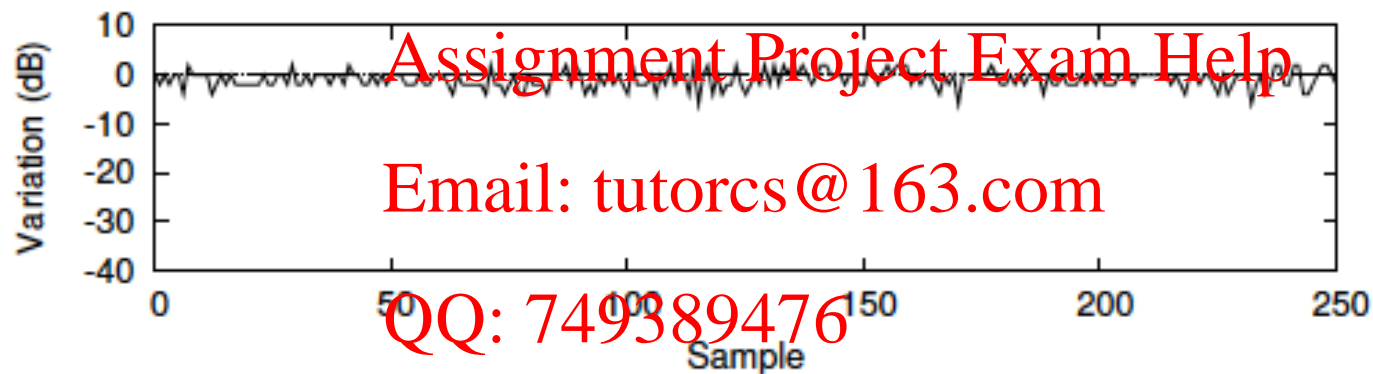 10
Assignment Project Exam Help
0
-10
-20
Email: tutorcs@163.com
-30
-40
Variation (dB)
0 50 100 150 200 250
QQ: 749389476
Sample